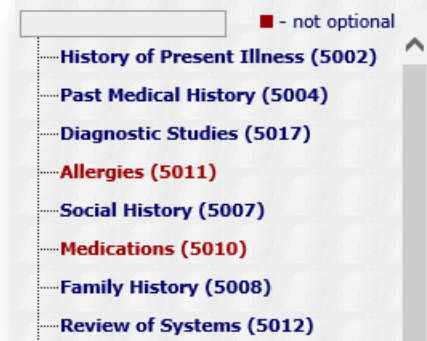 - not optional
History of Present Illness (5002)
Past Medical History (5004)
Diagnostic Studies (5017)
Allergies (5011)
Social History (5007)
Medications (5010)
Family History (5008)
Review of Systems (5012)